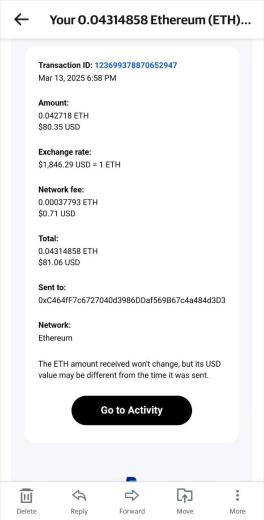 Your 0.04314858 Ethereum (ETH)...
Transaction ID: 123699378870652947
Mar 13, 2025 6:58 PM
Amount:
0.042718 ETH
$80.35 USD
Exchange rate:
$1,846.29 USD = 1 ETH
Network fee:
0.00037793 ETH
$0.71 USD
Total:
0.04314858 ETH
$81.06 USD
Sent to:
0xC464fF7c6727040d3986DDaf569B67c4a484d3D3
Network:
Ethereum
The ETH amount received won't change, but its USD
value may be different from the time it was sent.
Go to Activity
Delete Reply Forward Move More